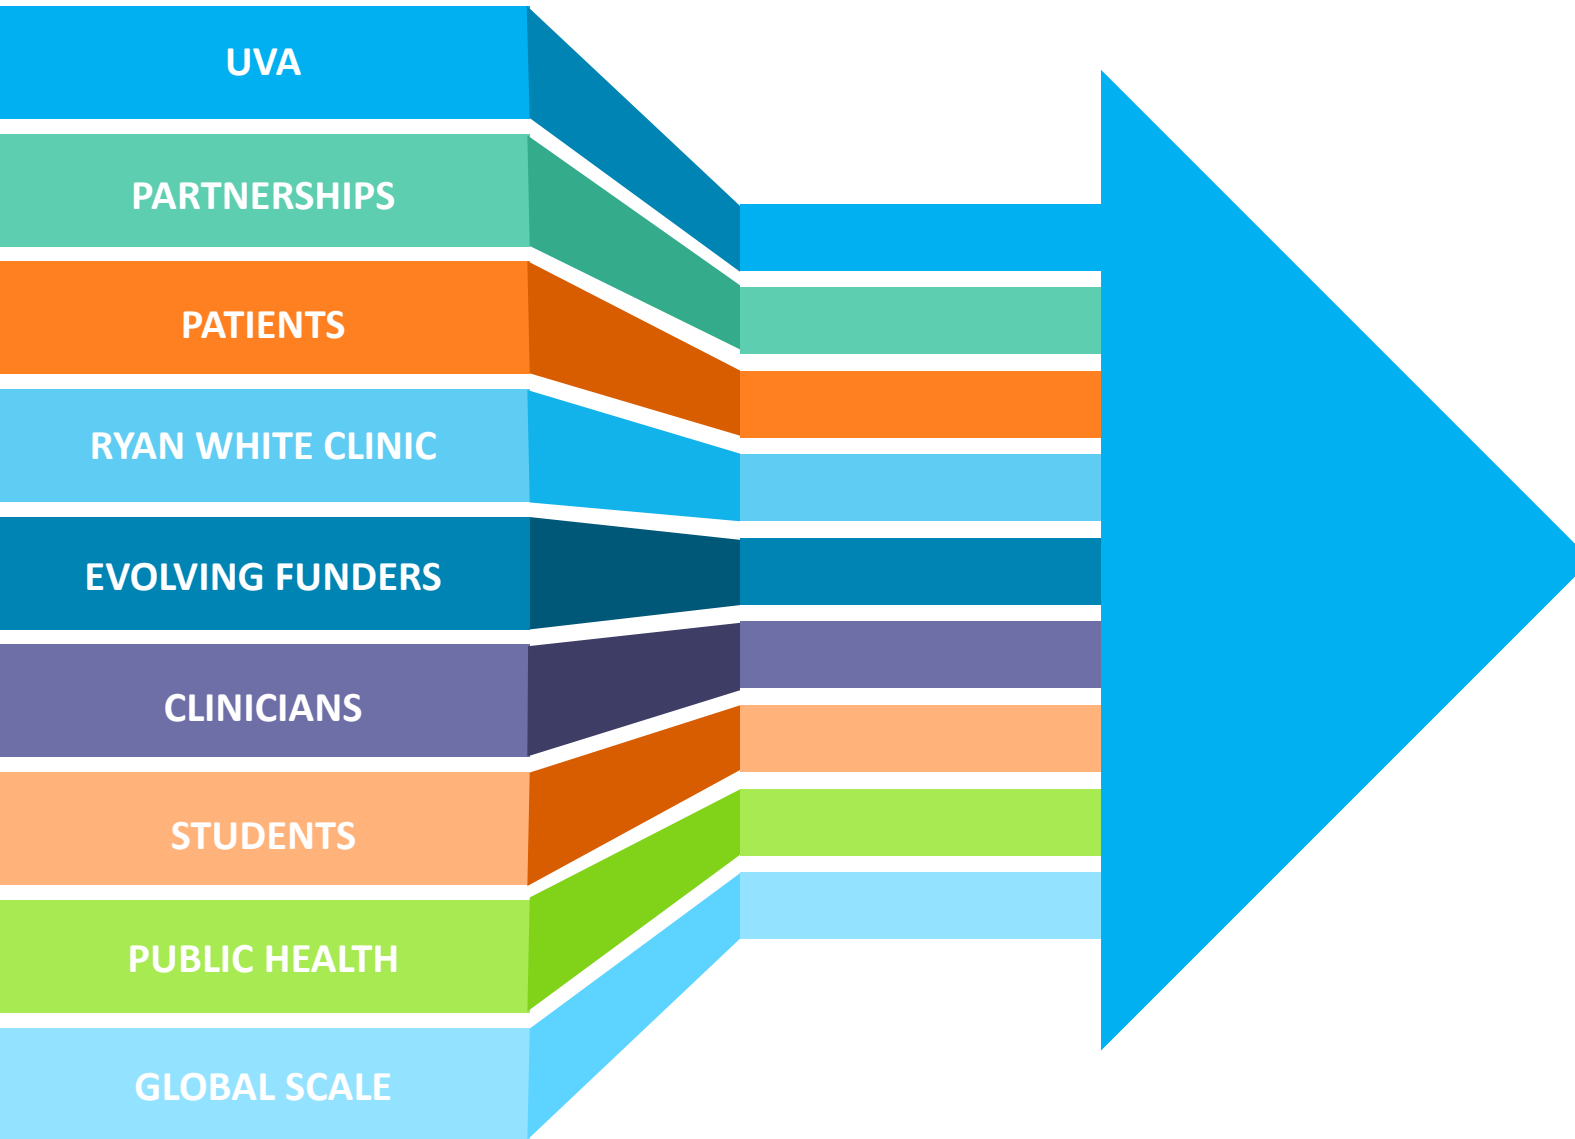 UVA
PARTNERSHIPS
PATIENTS
RYAN WHITE CLINIC
EVOLVING FUNDERS
CLINICIANS
STUDENTS
PUBLIC HEALTH
GLOBAL SCALE